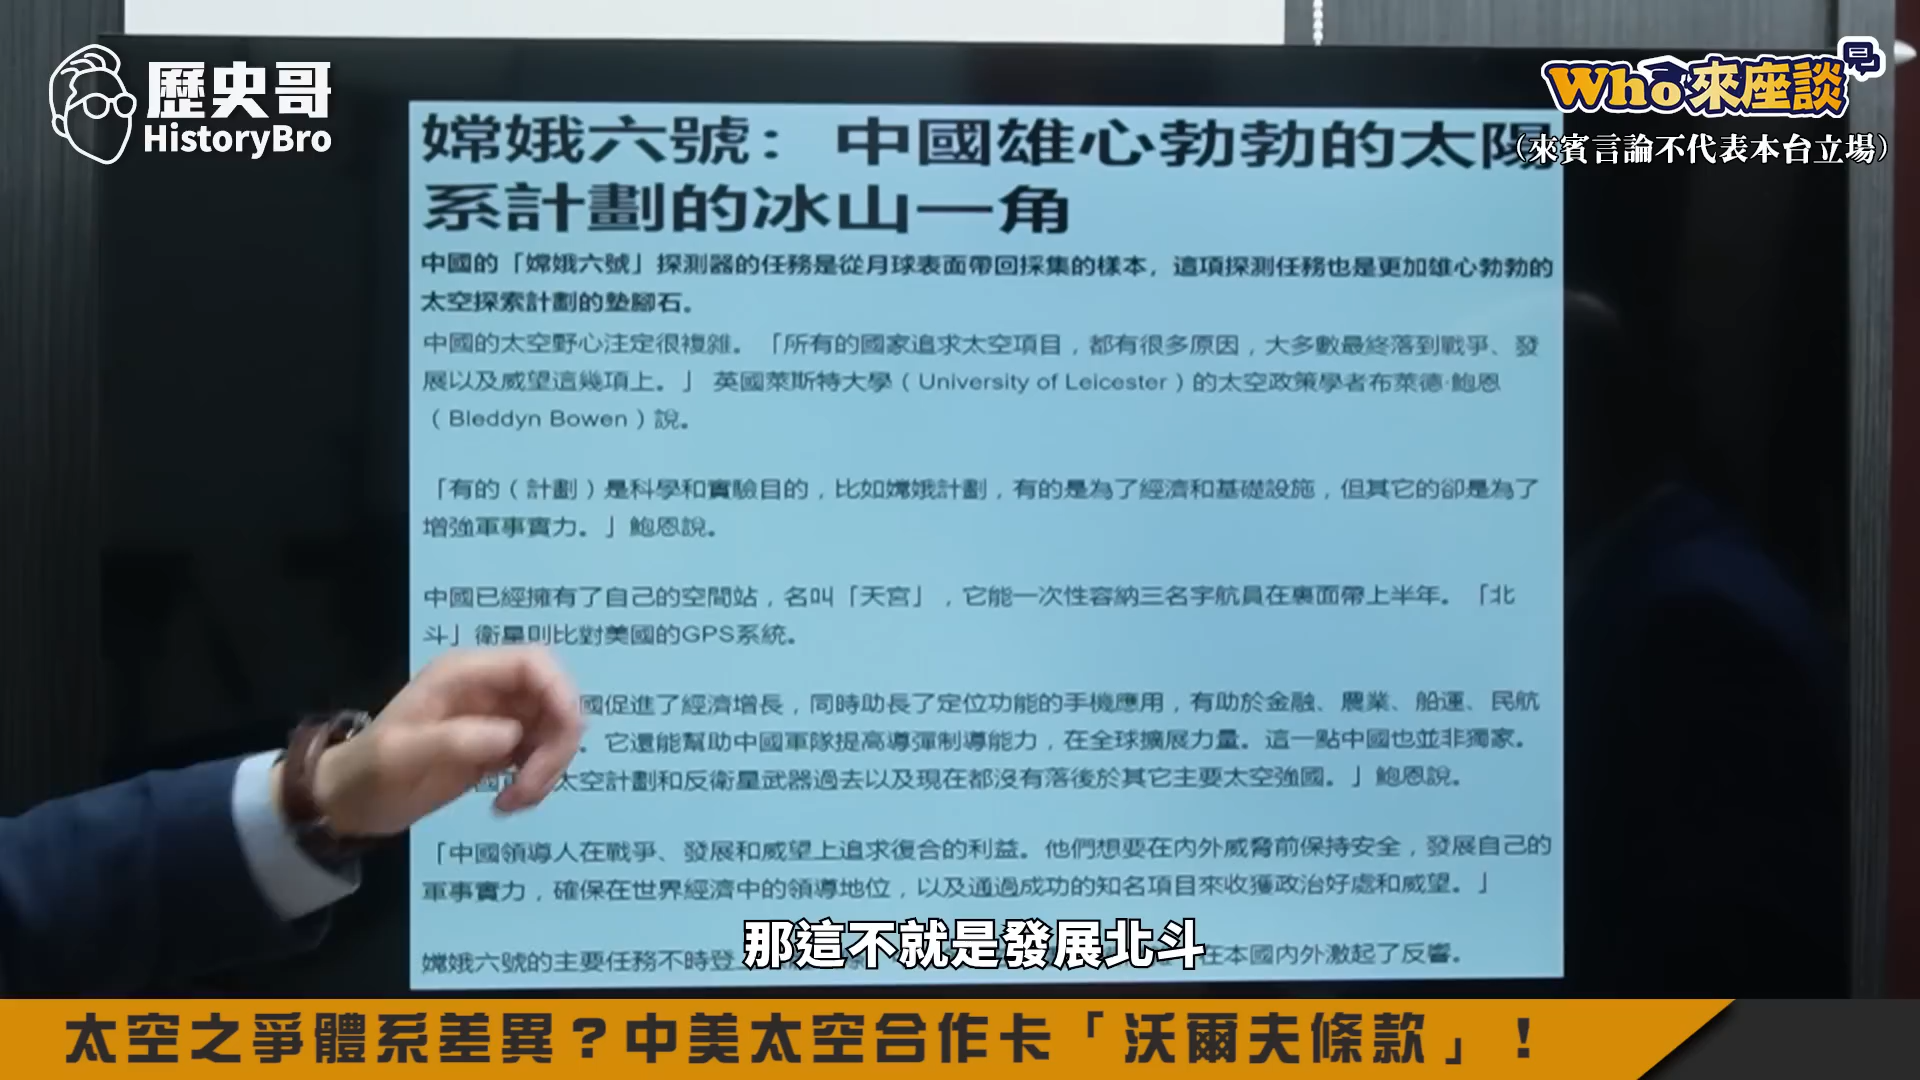 歷史哥
HistoryBro
Who來座談
（來賓言論不代表本台立場）
嫦娥六號：中國雄心勃勃的太陽
系計劃的冰山一角
中國的「嫦娥六號」探測器的任務是從月球表面帶回採集的樣本，這項探測任務也是更加雄心勃勃的
太空探索計劃的墊腳石。
中國的太空野心注定很複雜。「所有的國家追求太空項目，都有很多原因，大多數最終落到戰爭、發
展以及威望這幾項上。」 英國萊斯特大學（University of Leicester）的太空政策學者布萊德·鮑恩
（Bleddyn Bowen）說。
「有的（計劃）是科學和實驗目的，比如嫦娥計劃，有的是為了經濟和基礎設施，但其它的卻是為了
增強軍事實力。」鮑恩說。
中國已經擁有了自己的空間站，名叫「天宮」，它能一次性容納三名宇航員在裏面帶上半年。「北
斗」衛星則比對美國的GPS系統。
國促進了經濟增長，同時助長了定位功能的手機應用，有助於金融、農業、船運、民航
。它還能幫助中國軍隊提高導彈制導能力，在全球擴展力量。這一點中國也並非獨家。
太空計劃和反衛星武器過去以及現在都沒有落後於其它主要太空強國。」鮑恩說。
「中國領導人在戰爭、發展和威望上追求復合的利益。他們想要在內外威脅前保持安全，發展自己的
軍事實力，確保在世界經濟中的領導地位，以及通過成功的知名項目來收獲政治好處和威望。」
嫦娥六號的主要任務不時登 在本國內外激起了反響。
那這不就是發展北斗
太空之爭體系差異？中美太空合作卡「沃爾夫條款」！